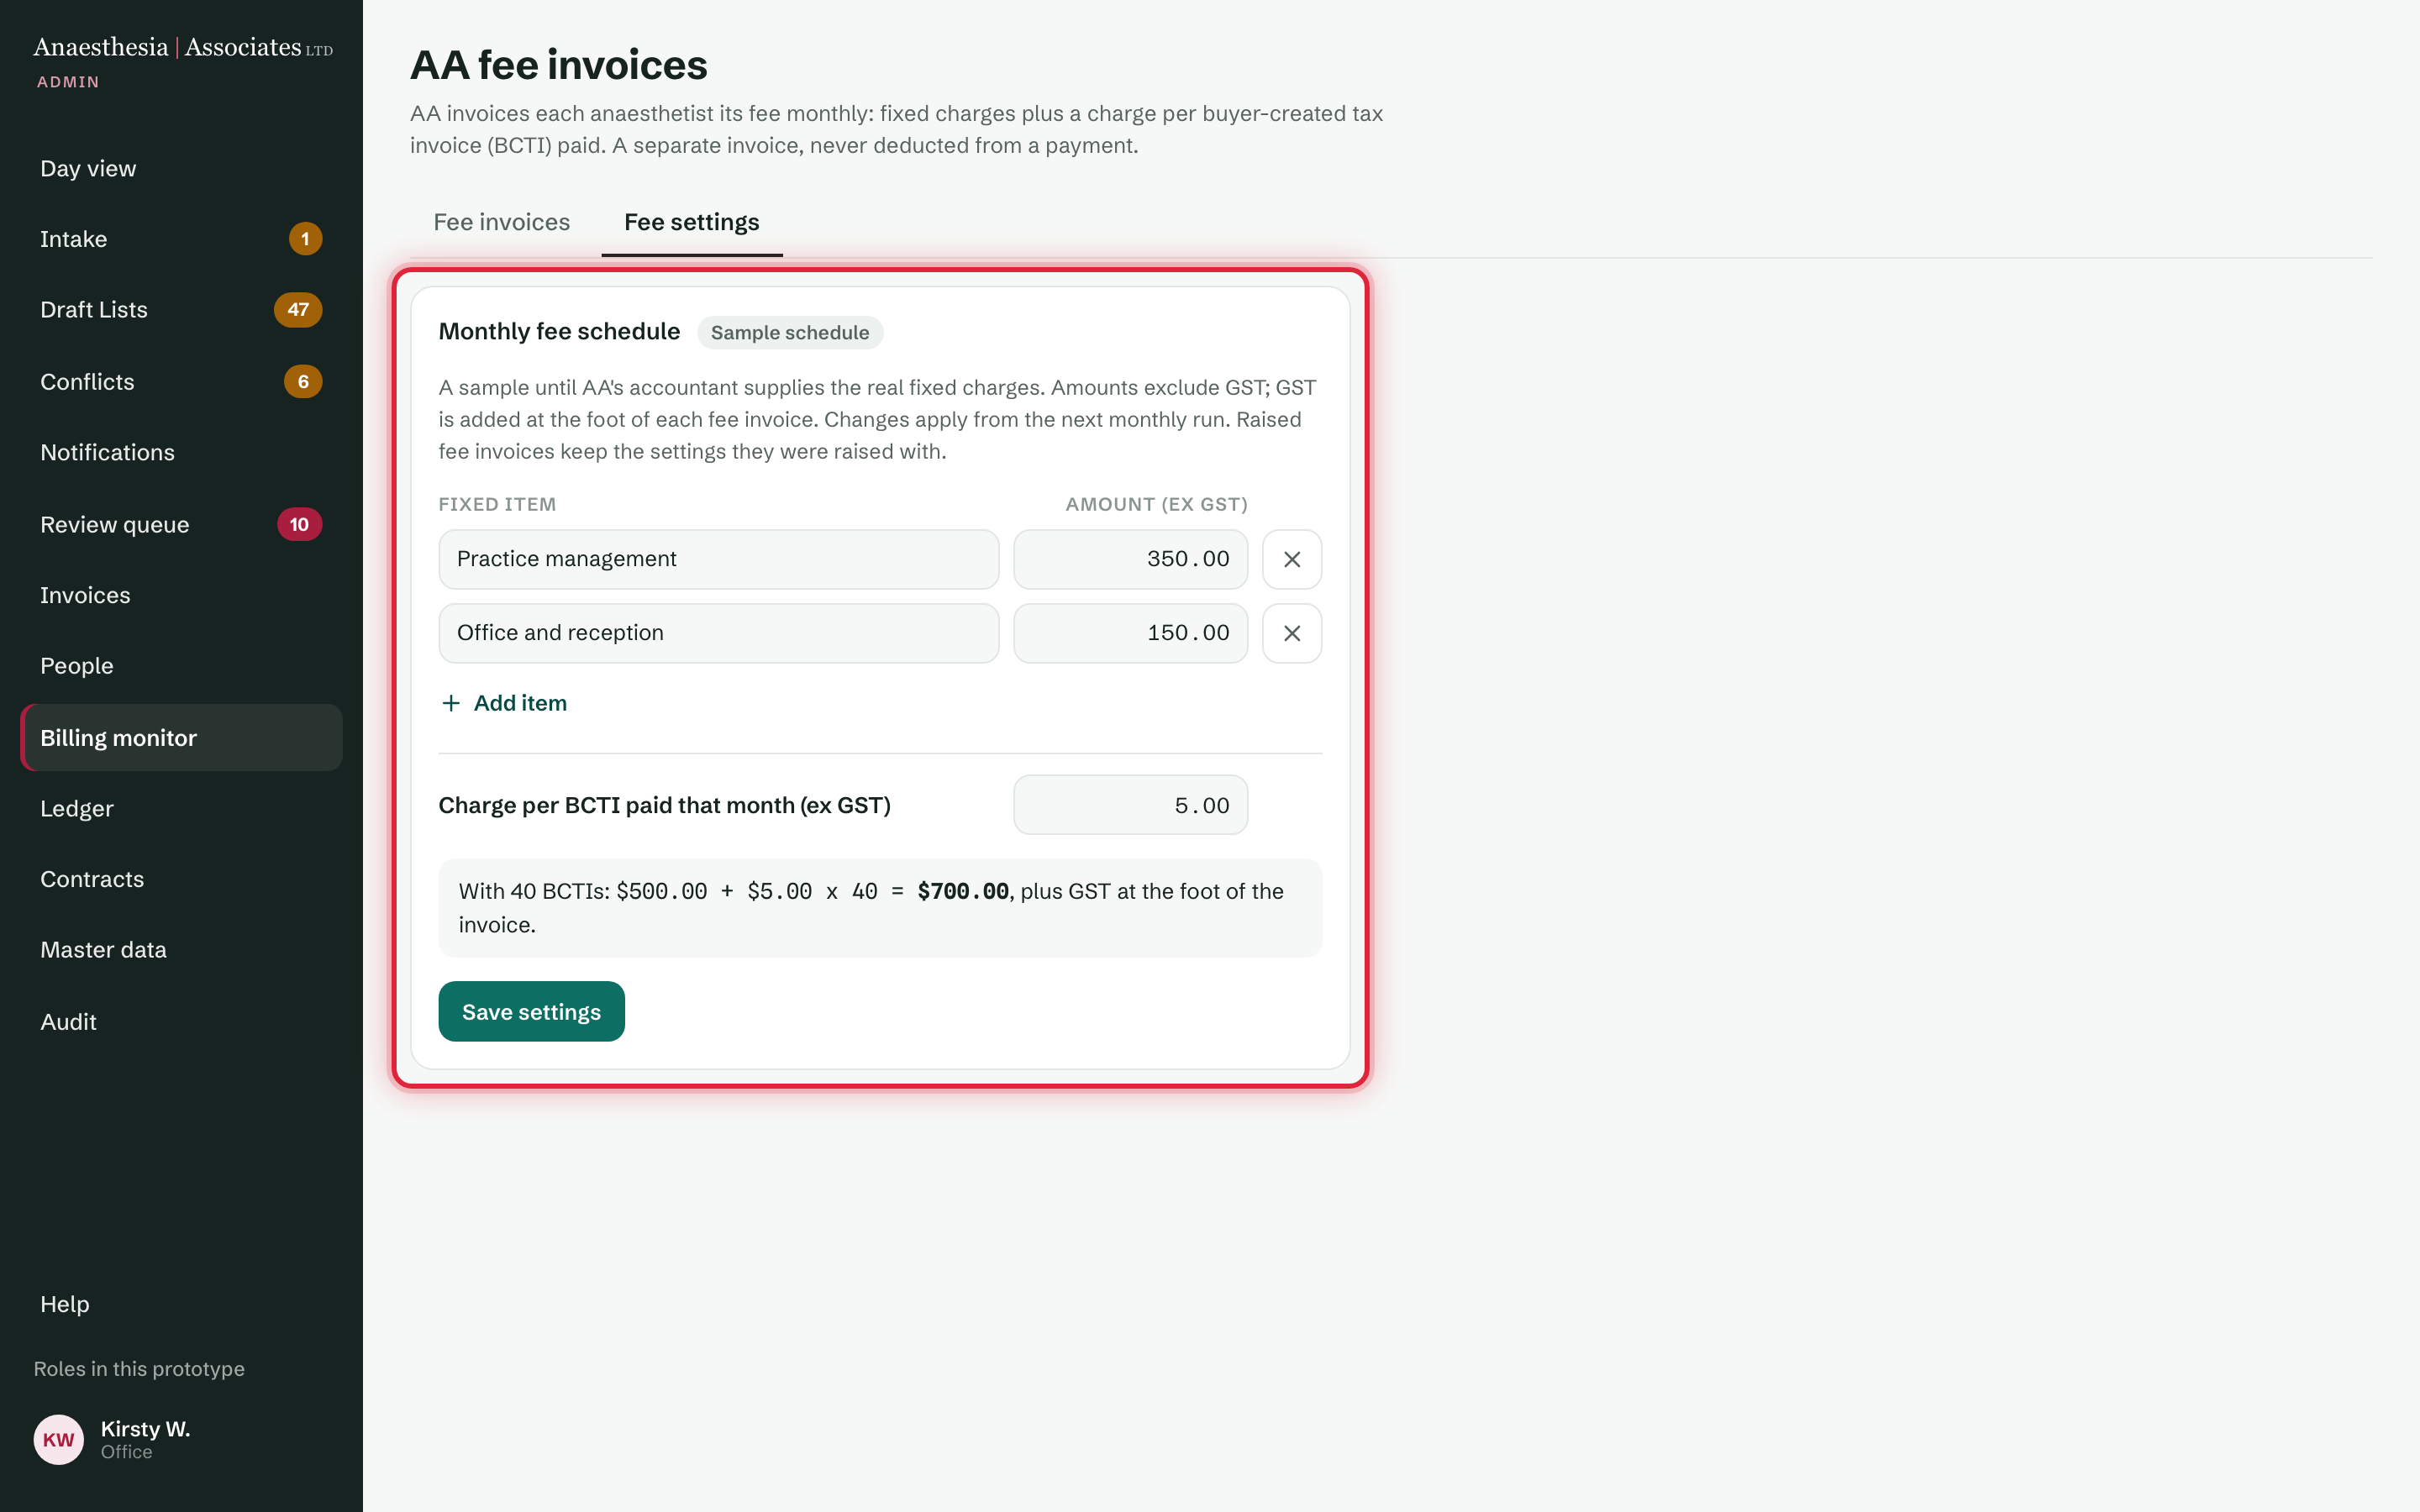 Anaesthesia | Associates LTD
ADMIN
Day view
Intake 1
Draft Lists 47
Conflicts 6
Notifications
Review queue 10
Invoices
People
Billing monitor
Ledger
Contracts
Master data
Audit
Help
Roles in this prototype
KW Kirsty W.
Office
AA fee invoices
AA invoices each anaesthetist its fee monthly: fixed charges plus a charge per buyer-created tax
invoice (BCTI) paid. A separate invoice, never deducted from a payment.
Fee invoices Fee settings
Monthly fee schedule Sample schedule
A sample until AA's accountant supplies the real fixed charges. Amounts exclude GST; GST
is added at the foot of each fee invoice. Changes apply from the next monthly run. Raised
fee invoices keep the settings they were raised with.
FIXED ITEM AMOUNT (EX GST)
Practice management 350.00
Office and reception 150.00
+ Add item
Charge per BCTI paid that month (ex GST) 5.00
With 40 BCTIs: $500.00 + $5.00 x 40 = $700.00, plus GST at the foot of the
invoice.
Save settings